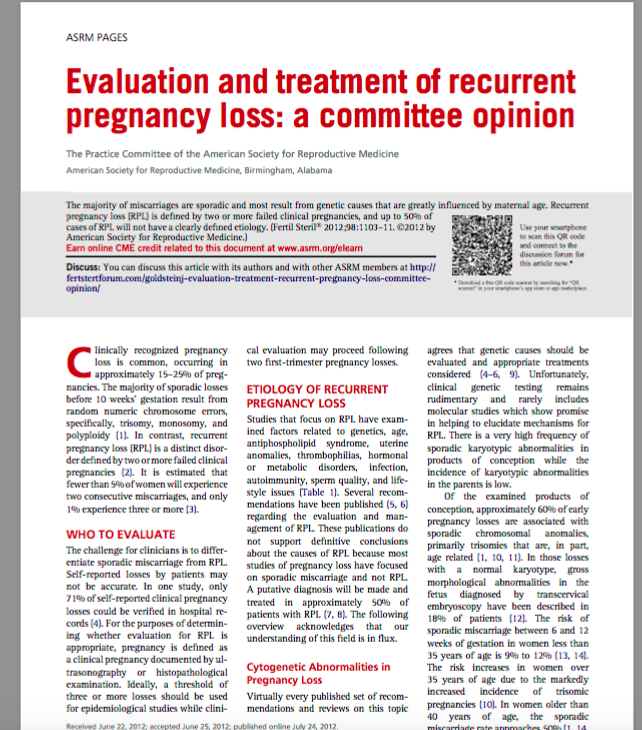 ASRM PAGES
Evaluation and treatment of recurrent
pregnancy loss: a committee opinion
The Practice Committee of the American Society for Reproductive Medicine
American Society for Reproductive Medicine, Birmingham, Alabama
The majority of miscarriages are sporadic and most result from genetic causes that are greatly influenced by maternal age. Recurrent
pregnancy loss (RPL) is defined by two or more failed clinical pregnancies, and up to 50% of
cases of RPL will not have a clearly defined etiology. (Fertil Steril® 2012;98:1103–11. ©2012 by
American Society for Reproductive Medicine.)
Earn online CME credit related to this document at www.asrm.org/elearn
Discuss: You can discuss this article with its authors and with other ASRM members at http://
fertstertforum.com/goldsteinj-evaluation-treatment-recurrent-pregnancy-loss-committee-
opinion/
Use your smartphone
to scan this QR code
and connect to the
discussion forum for
this article now.*
* Download a free QR code scanner by searching for "QR
scanner" in your smartphone's app store or app marketplace.
Clinically recognized pregnancy
loss is common, occurring in
approximately 15–25% of preg-
nancies. The majority of sporadic losses
before 10 weeks' gestation result from
random numeric chromosome errors,
specifically, trisomy, monosomy, and
polyploidy (1). In contrast, recurrent
pregnancy loss (RPL) is a distinct disor-
der defined by two or more failed clinical
pregnancies (2). It is estimated that
fewer than 5% of women will experience
two consecutive miscarriages, and only
1% experience three or more (3).
WHO TO EVALUATE
The challenge for clinicians is to differ-
entiate sporadic miscarriage from RPL.
Self-reported losses by patients may
not be accurate. In one study, only
71% of self-reported clinical pregnancy
losses could be verified in hospital re-
cords (4). For the purposes of determin-
ing whether evaluation for RPL is
appropriate, pregnancy is defined as
a clinical pregnancy documented by ul-
trasonography or histopathological
examination. Ideally, a threshold of
three or more losses should be used
for epidemiological studies while clini-
cal evaluation may proceed following
two first-trimester pregnancy losses.
ETIOLOGY OF RECURRENT
PREGNANCY LOSS
Studies that focus on RPL have exam-
ined factors related to genetics, age,
antiphospholipid syndrome, uterine
anomalies, thrombophilias, hormonal
or metabolic disorders, infection,
autoimmunity, sperm quality, and life-
style issues (Table 1). Several recom-
mendations have been published (5, 6)
regarding the evaluation and man-
agement of RPL. These publications do
not support definitive conclusions
about the causes of RPL because most
studies of pregnancy loss have focused
on sporadic miscarriage and not RPL.
A putative diagnosis will be made and
treated in approximately 50% of
patients with RPL (7, 8). The following
overview acknowledges that our
understanding of this field is in flux.
Cytogenetic Abnormalities in
Pregnancy Loss
Virtually every published set of recom-
mendations and reviews on this topic
agrees that genetic causes should be
evaluated and appropriate treatments
considered (4–6, 9). Unfortunately,
clinical genetic testing remains
rudimentary and rarely includes
molecular studies which show promise
in helping to elucidate mechanisms for
RPL. There is a very high frequency of
sporadic karyotypic abnormalities in
products of conception while the
incidence of karyotypic abnormalities
in the parents is low.
Of the examined products of
conception, approximately 60% of early
pregnancy losses are associated with
sporadic chromosomal anomalies,
primarily trisomies that are, in part,
age related (1, 10, 11). In those losses
with a normal karyotype, gross
morphological abnormalities in the
fetus diagnosed by transcervical
embryoscopy have been described in
18% of patients (12). The risk of
sporadic miscarriage between 6 and 12
weeks of gestation in women less than
35 years of age is 9% to 12% (13, 14).
The risk increases in women over
35 years of age due to the markedly
increased incidence of trisomic
pregnancies (10). In women older than
40 years of age, the sporadic
miscarriage rate approaches 50% (1, 14,
Received June 22, 2012; accepted June 25, 2012; published online July 24, 2012.